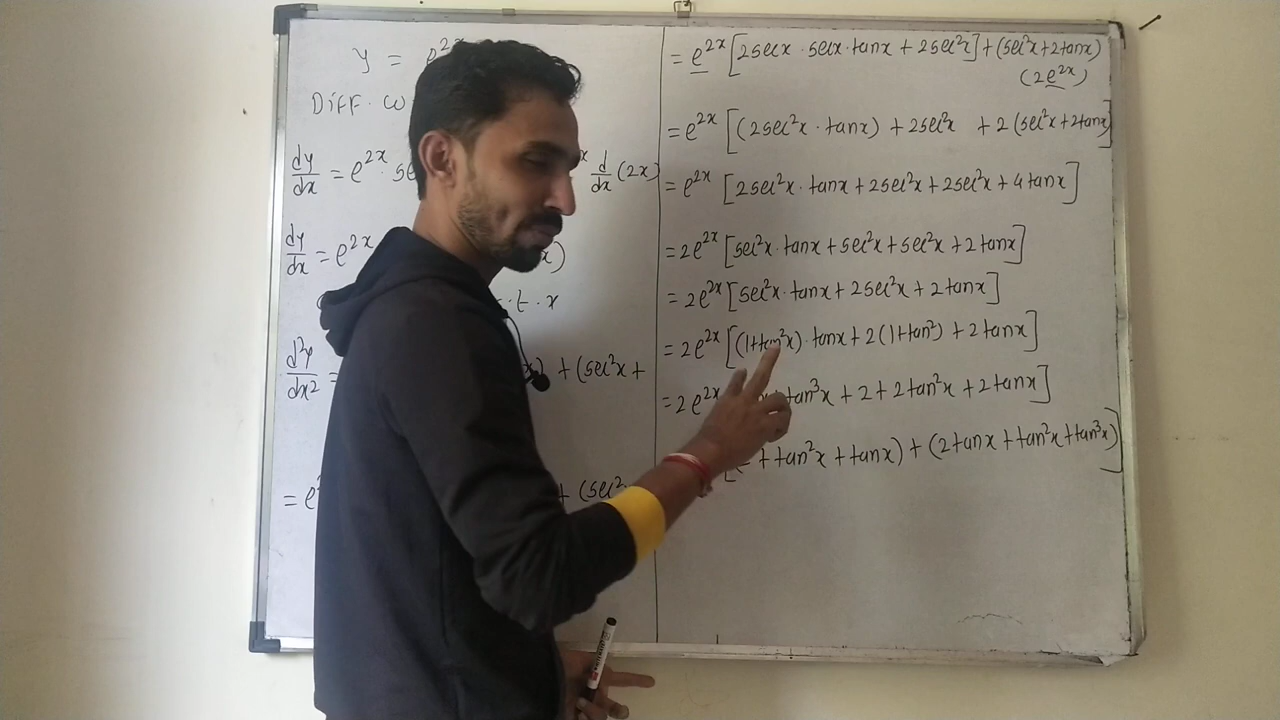 y = e^2x
Diff. w
dy/dx = e^2x. se x d/dx (2x)
dy/dx = e^2x x)
.t. x
d²y/dx2 = x) + (sec²x +
= e² + (sec²
= e^2x [2secx . secx . tanx + 2sec²x] + (sec²x + 2tanx)
(2e^2x)
= e^2x [(2sec²x . tanx) + 2sec²x + 2 (sec²x + 2tanx]
= e^2x [2sec²x . tanx + 2sec²x + 2sec²x + 4tanx]
= 2e^2x [sec²x . tanx + sec²x + sec²x + 2tanx]
= 2e^2x [sec²x . tanx + 2sec²x + 2tanx]
= 2e^2x [(1+tan²x) . tanx + 2(1+tan²) + 2tanx]
= 2e^2x tan³x + 2 + 2tan²x + 2tanx]
[ + tan²x + tanx) + (2tanx + tan²x + tan³x)]